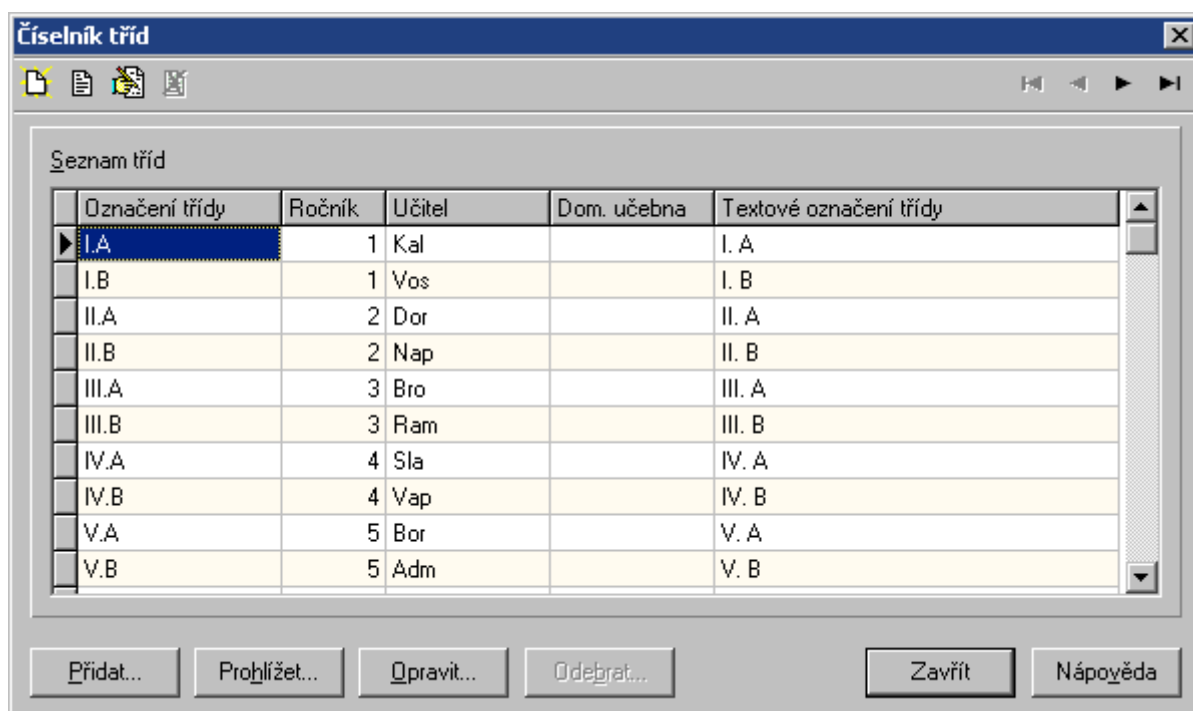 Číselník tříd
Seznam tříd
Označení třídy Ročník Učitel Dom. učebna Textové označení třídy
I.A 1 Kal I. A
I.B 1 Vos I. B
II.A 2 Dor II. A
II.B 2 Nap II. B
III.A 3 Bro III. A
III.B 3 Ram III. B
IV.A 4 Sla IV. A
IV.B 4 Vap IV. B
V.A 5 Bor V. A
V.B 5 Adm V. B
Přidat... Prohlížet... Opravit... Odebrat... Zavřít Nápověda